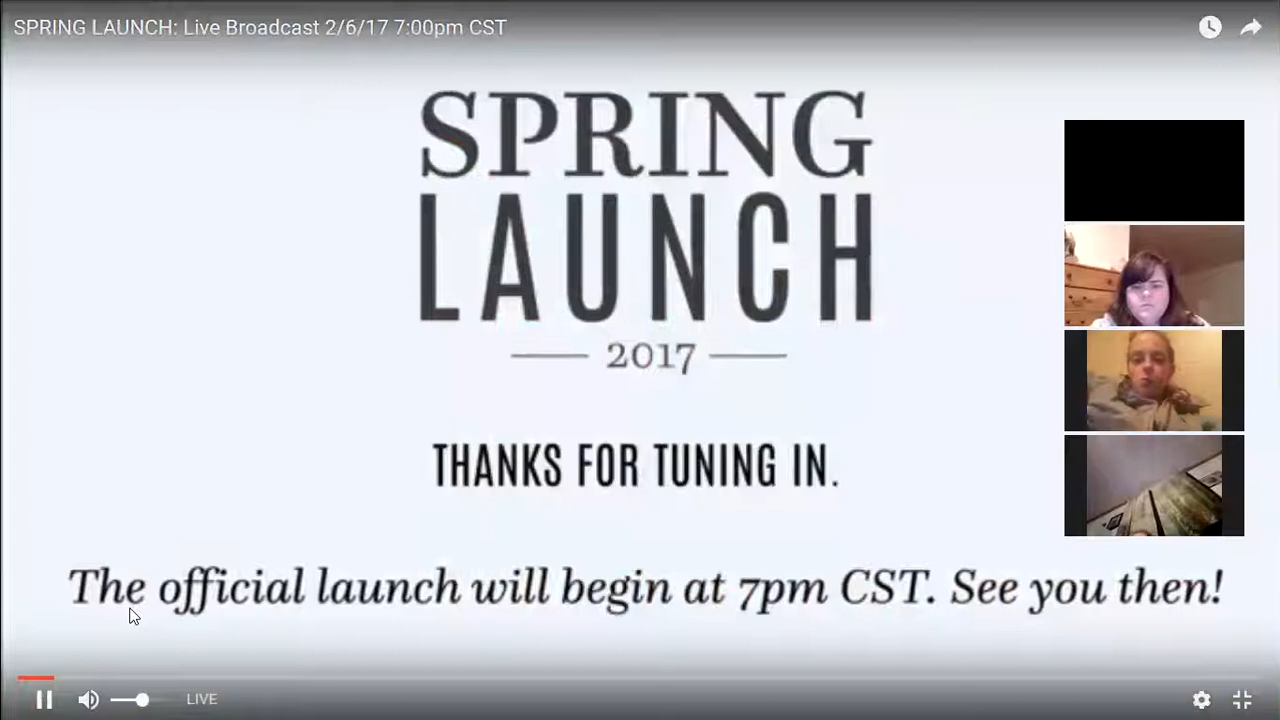 SPRING LAUNCH: Live Broadcast 2/6/17 7:00pm CST
SPRING
LAUNCH
2017
THANKS FOR TUNING IN.
The official launch will begin at 7pm CST. See you then!
LIVE